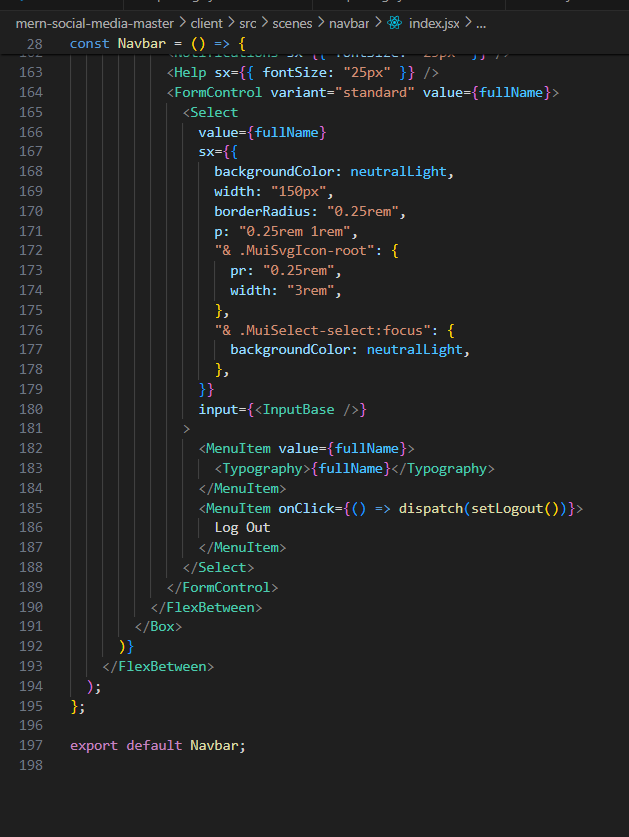 mern-social-media-master > client > src > scenes > navbar > index.jsx > ...
28 const Navbar = () => {
162 <Notifications sx={{ fontSize: "25px" }} />
163 <Help sx={{ fontSize: "25px" }} />
164 <FormControl variant="standard" value={fullName}>
165 <Select
166 value={fullName}
167 sx={{
168 backgroundColor: neutralLight,
169 width: "150px",
170 borderRadius: "0.25rem",
171 p: "0.25rem 1rem",
172 "& .MuiSvgIcon-root": {
173 pr: "0.25rem",
174 width: "3rem",
175 },
176 "& .MuiSelect-select:focus": {
177 backgroundColor: neutralLight,
178 },
179 }}
180 input={<InputBase />}
181 >
182 <MenuItem value={fullName}>
183 <Typography>{fullName}</Typography>
184 </MenuItem>
185 <MenuItem onClick={() => dispatch(setLogout())}>
186 Log Out
187 </MenuItem>
188 </Select>
189 </FormControl>
190 </FlexBetween>
191 </Box>
192 )}
193 </FlexBetween>
194 );
195 };
196
197 export default Navbar;
198